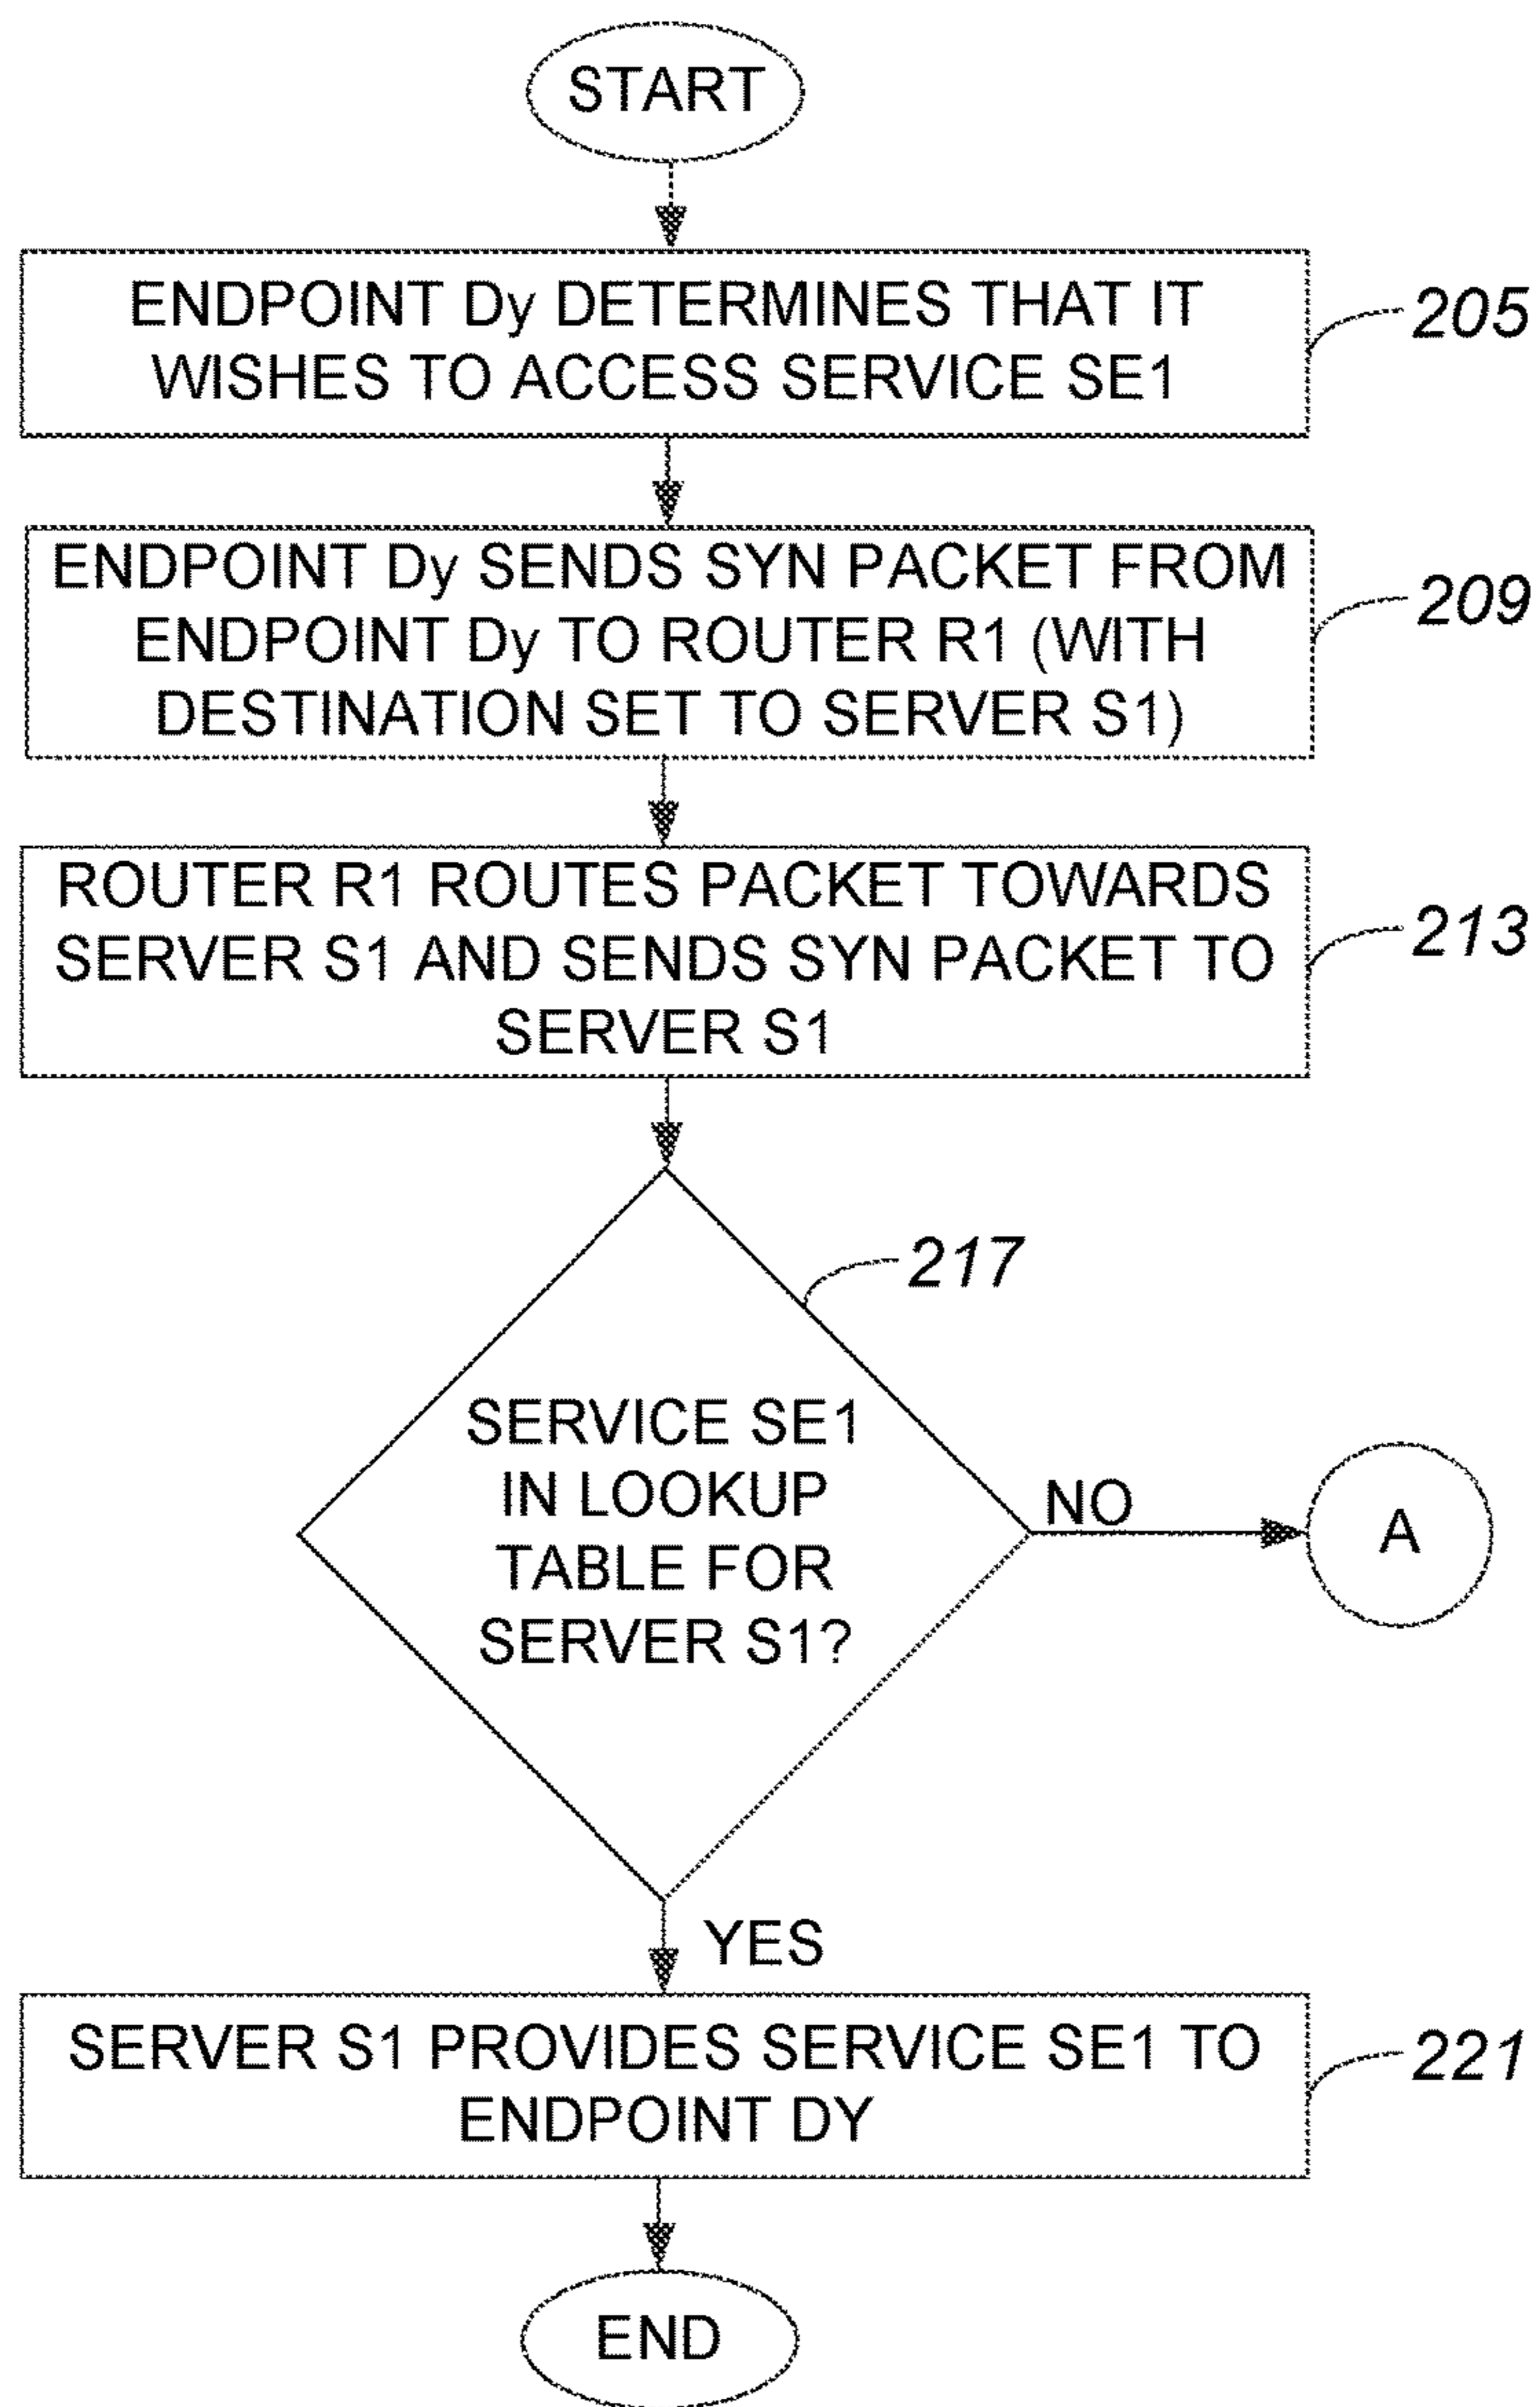 START
ENDPOINT Dy DETERMINES THAT IT
WISHES TO ACCESS SERVICE SE1
205
ENDPOINT Dy SENDS SYN PACKET FROM
ENDPOINT Dy TO ROUTER R1 (WITH
DESTINATION SET TO SERVER S1)
209
ROUTER R1 ROUTES PACKET TOWARDS
SERVER S1 AND SENDS SYN PACKET TO
SERVER S1
213
217
SERVICE SE1
IN LOOKUP
TABLE FOR
SERVER S1?
NO
A
YES
SERVER S1 PROVIDES SERVICE SE1 TO
ENDPOINT DY
221
END